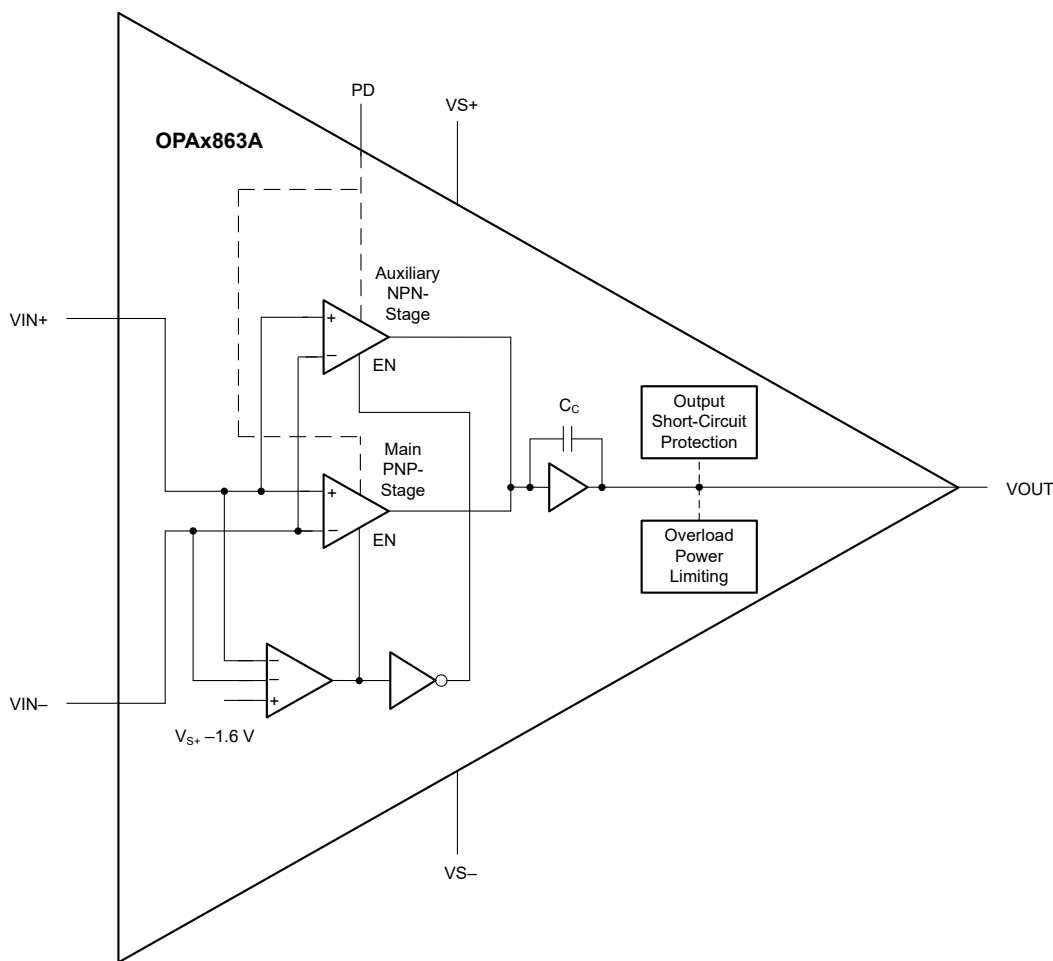 PD
VS+
OPAx863A
Auxiliary
NPN-
Stage
VIN+
+
−
EN
CC
Output
Short-Circuit
Protection
Main
PNP-
Stage
+
−
EN
VOUT
Overload
Power
Limiting
−
−
+
VIN–
VS+ –1.6 V
VS–